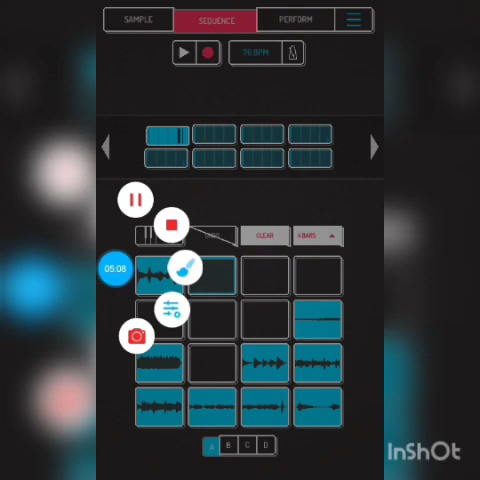 SAMPLE SEQUENCE PERFORM
76 BPM
CLEAR 4 BARS
05:08
A B C D
InShOt